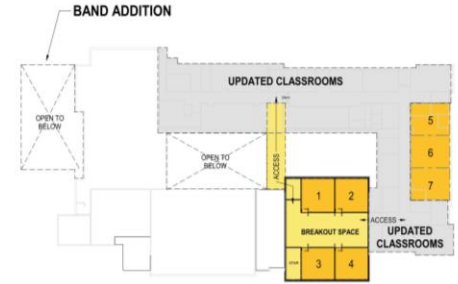 BAND ADDITION
UPDATED CLASSROOMS
OPEN TO
BELOW
5
6
7
OPEN TO
BELOW
ACCESS
1
2
ACCESS
BREAKOUT SPACE
UPDATED
CLASSROOMS
3
4